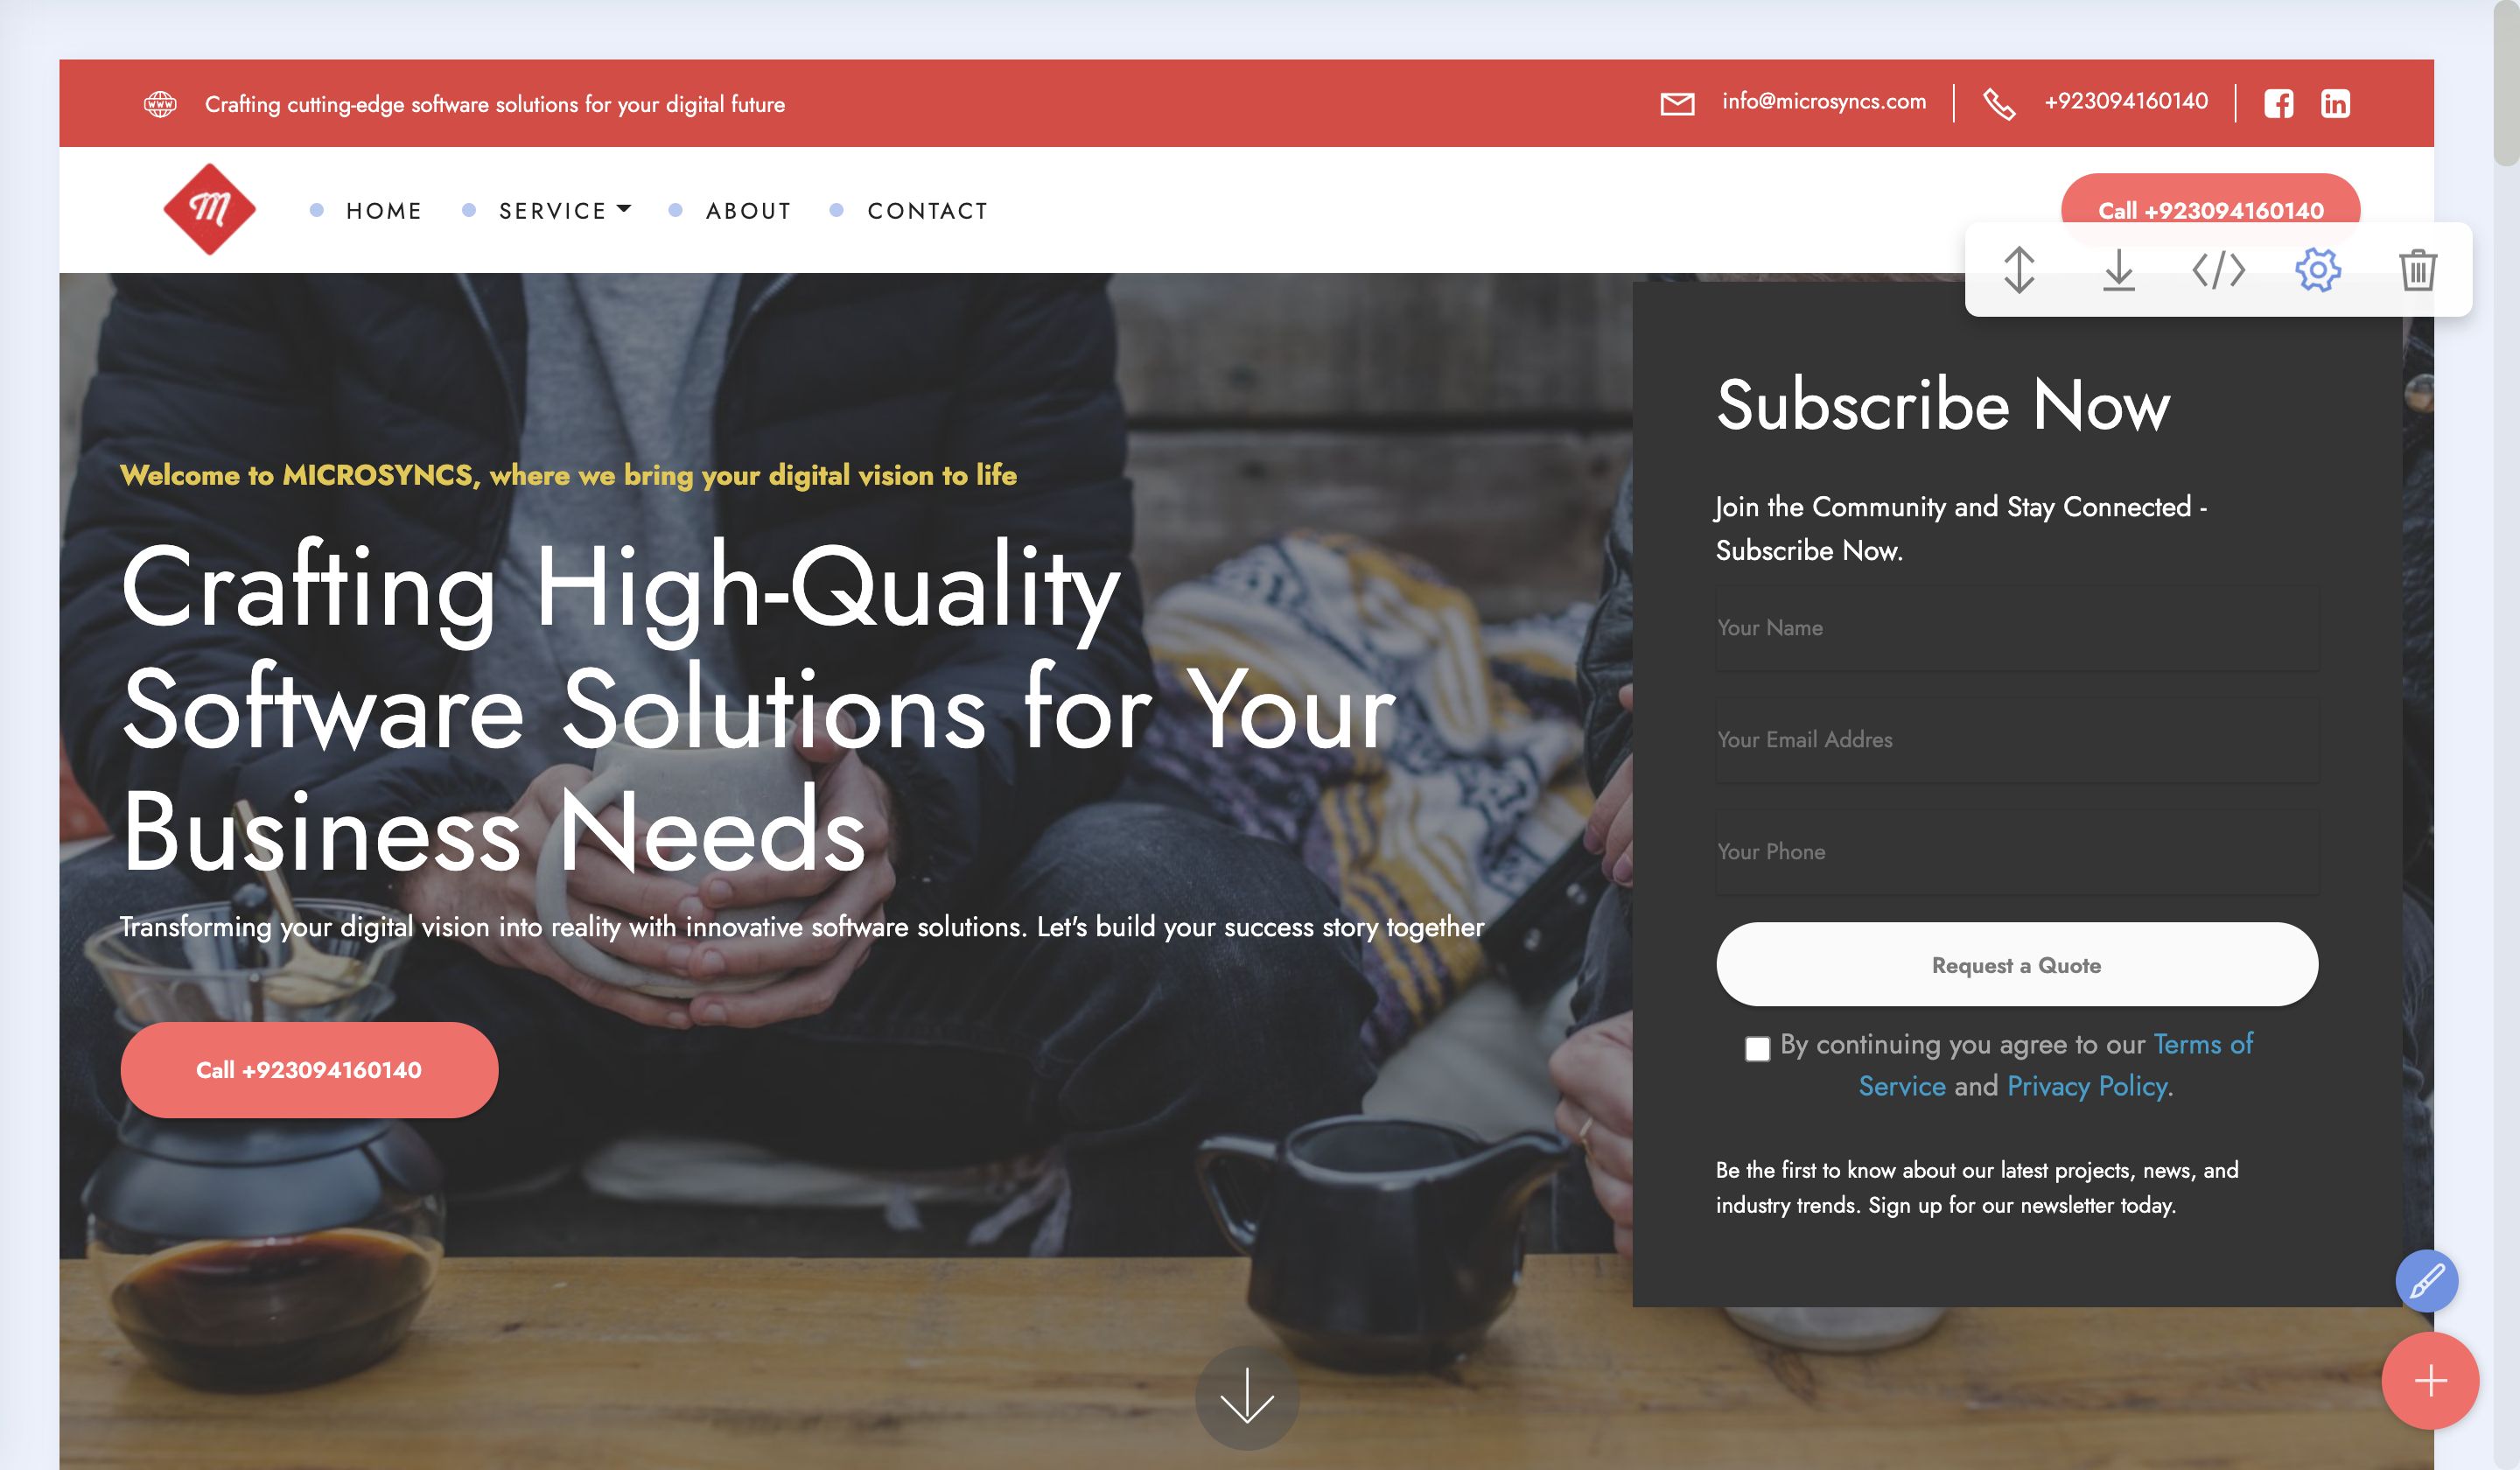 Crafting cutting-edge software solutions for your digital future
info@microsyncs.com
+923094160140
HOME
SERVICE
ABOUT
CONTACT
Call +923094160140
Welcome to MICROSYNCS, where we bring your digital vision to life
Crafting High-Quality
Software Solutions for Your
Business Needs
Transforming your digital vision into reality with innovative software solutions. Let's build your success story together
Call +923094160140
Subscribe Now
Join the Community and Stay Connected -
Subscribe Now.
Your Name
Your Email Addres
Your Phone
Request a Quote
By continuing you agree to our Terms of
Service and Privacy Policy.
Be the first to know about our latest projects, news, and
industry trends. Sign up for our newsletter today.